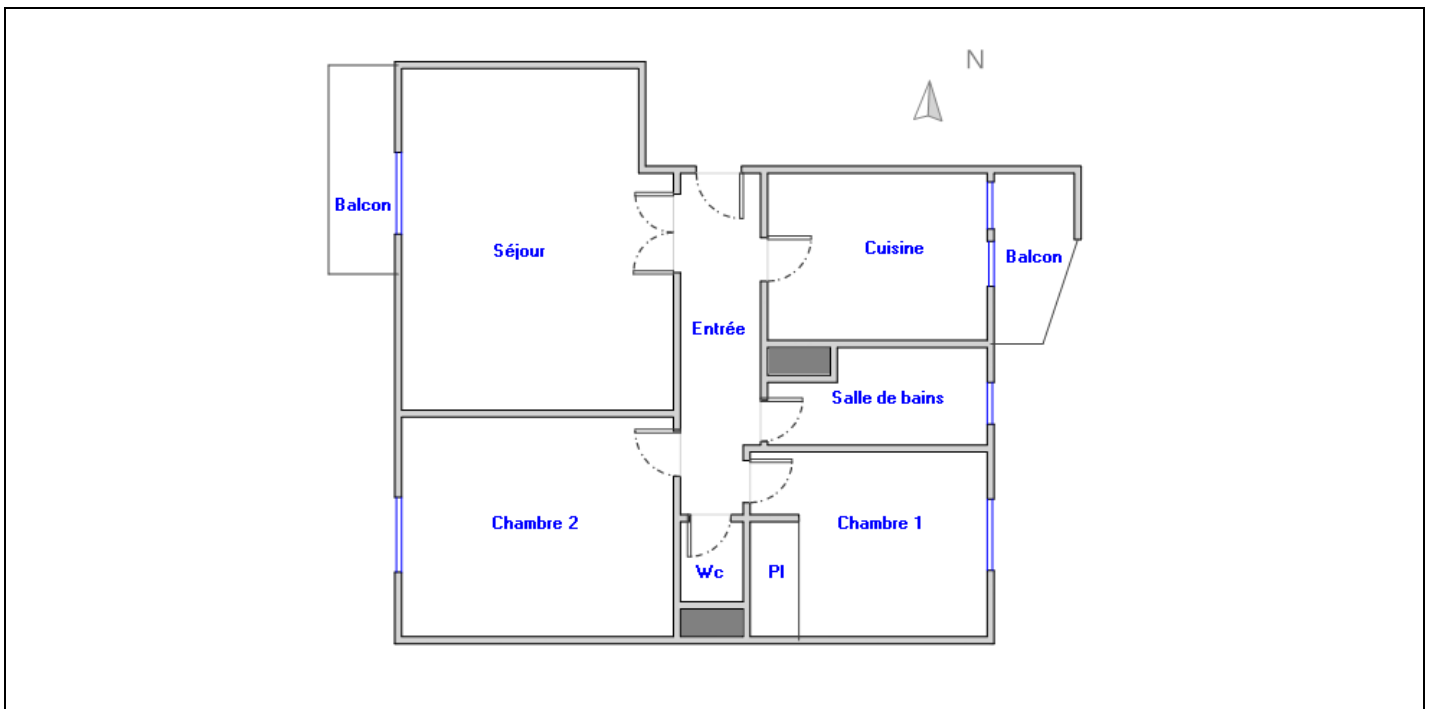 N
Balcon
Séjour
Cuisine
Balcon
Entrée
Salle de bains
Chambre 2
Chambre 1
Wc
Pl